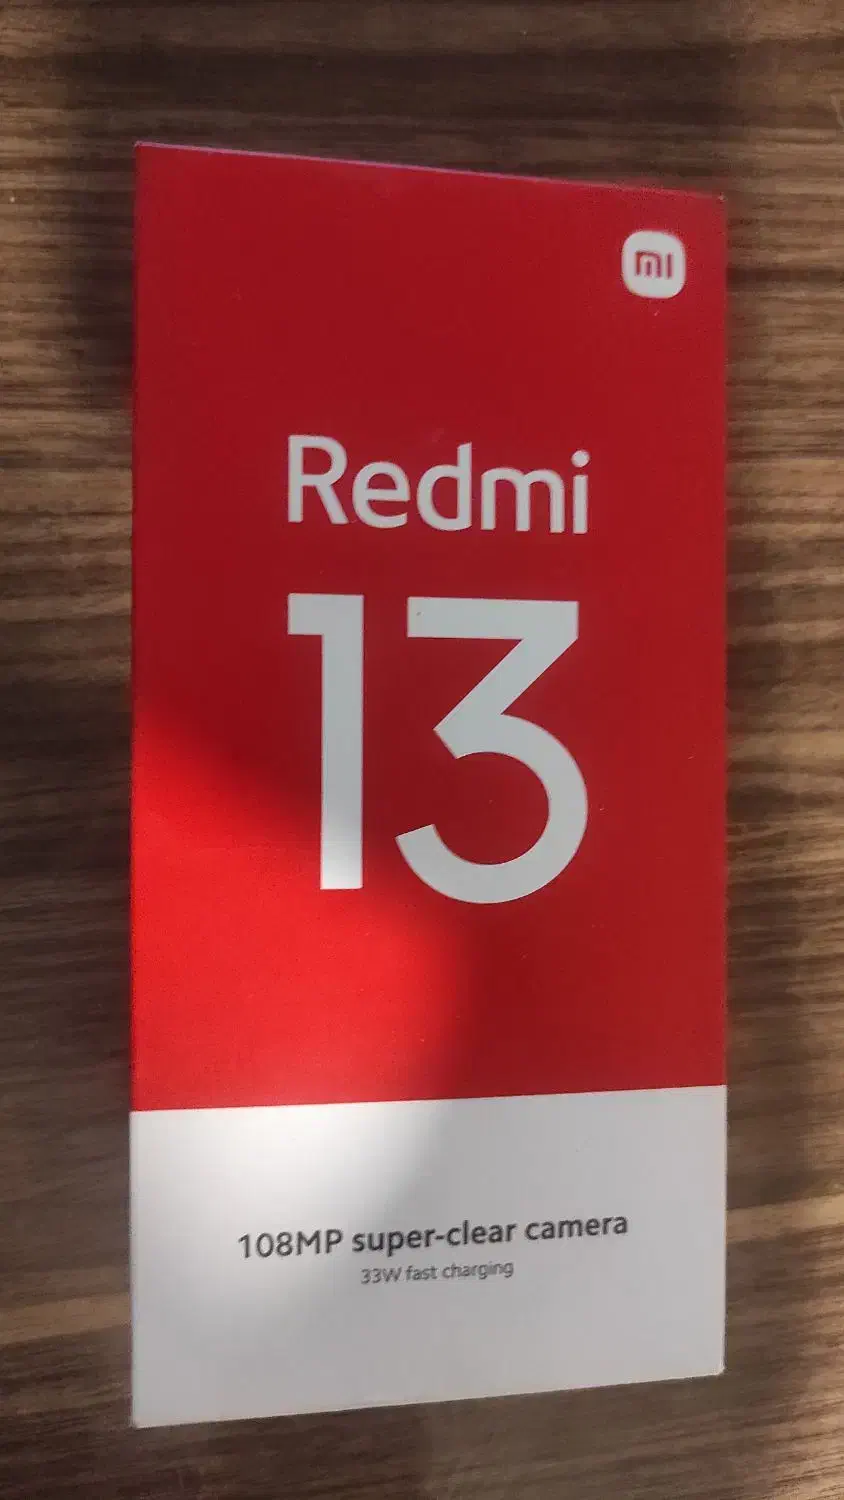 mi
Redmi
13
108MP super-clear camera
33W fast charging